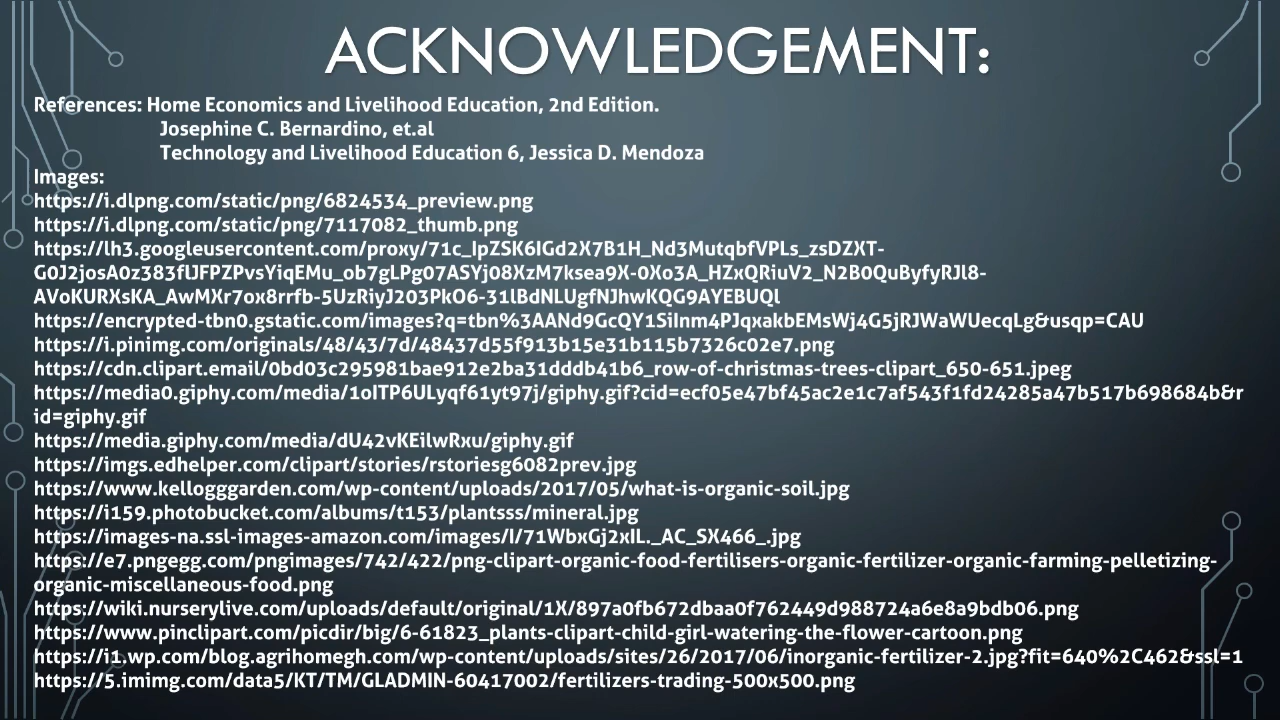 ACKNOWLEDGEMENT:
References: Home Economics and Livelihood Education, 2nd Edition.
Josephine C. Bernardino, et.al
Technology and Livelihood Education 6, Jessica D. Mendoza
Images:
https://i.dlpng.com/static/png/6824534_preview.png
https://i.dlpng.com/static/png/7117082_thumb.png
https://lh3.googleusercontent.com/proxy/71c_IpZSK6IGd2X7B1H_Nd3MutqbfVPLs_zsDZXT-
G0J2josA0z383flJFPZPvsYiqEMu_ob7gLPg07ASYj08XzM7ksea9X-0Xo3A_HZxQRiuV2_N2B0QuByfyRJl8-
AVoKURXsKA_AwMXr7ox8rrfb-5UzRiyJ203PkO6-31lBdNLUgfNJhwKQG9AYEBUQl
https://encrypted-tbn0.gstatic.com/images?q=tbn%3AANd9GcQY1SiInm4PJqxakbEMsWj4G5jRJWaWUecqLg&usqp=CAU
https://i.pinimg.com/originals/48/43/7d/48437d55f913b15e31b115b7326c02e7.png
https://cdn.clipart.email/0bd03c295981bae912e2ba31dddb41b6_row-of-christmas-trees-clipart_650-651.jpeg
https://media0.giphy.com/media/1oITP6ULyqf61yt97j/giphy.gif?cid=ecf05e47bf45ac2e1c7af543f1fd24285a47b517b698684b&r
id=giphy.gif
https://media.giphy.com/media/dU42vKEilwRxu/giphy.gif
https://imgs.edhelper.com/clipart/stories/rstoriesg6082prev.jpg
https://www.kellogggarden.com/wp-content/uploads/2017/05/what-is-organic-soil.jpg
https://i159.photobucket.com/albums/t153/plantsss/mineral.jpg
https://images-na.ssl-images-amazon.com/images/I/71WbxGj2xIL._AC_SX466_.jpg
https://e7.pngegg.com/pngimages/742/422/png-clipart-organic-food-fertilisers-organic-fertilizer-organic-farming-pelletizing-
organic-miscellaneous-food.png
https://wiki.nurserylive.com/uploads/default/original/1X/897a0fb672dbaa0f762449d988724a6e8a9bdb06.png
https://www.pinclipart.com/picdir/big/6-61823_plants-clipart-child-girl-watering-the-flower-cartoon.png
https://i1.wp.com/blog.agrihomegh.com/wp-content/uploads/sites/26/2017/06/inorganic-fertilizer-2.jpg?fit=640%2C462&ssl=1
https://5.imimg.com/data5/KT/TM/GLADMIN-60417002/fertilizers-trading-500x500.png